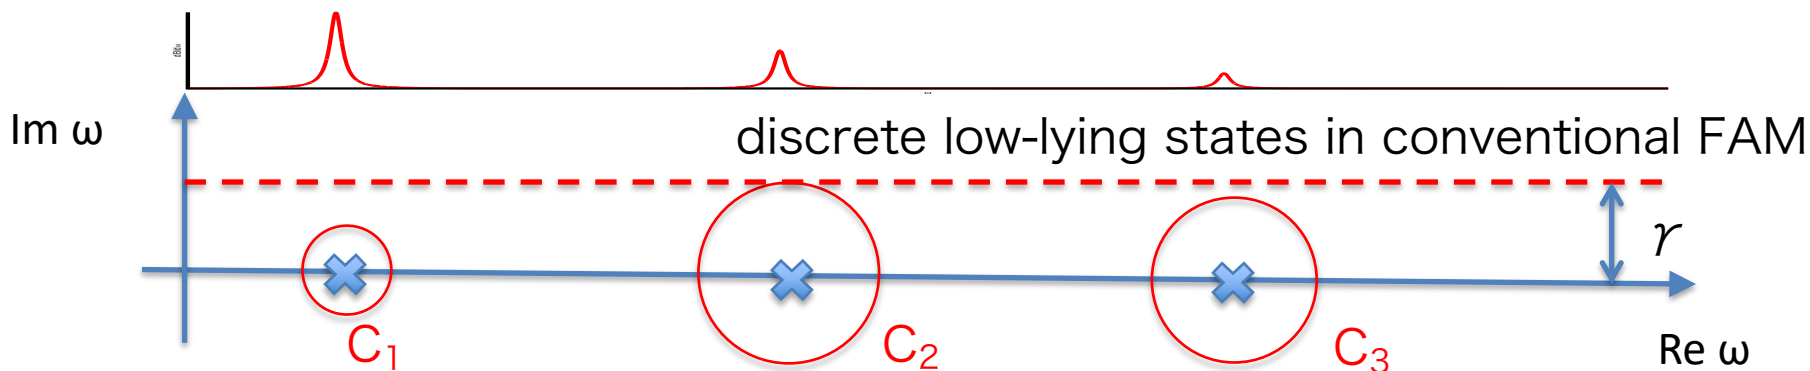 Im ω
discrete low-lying states in conventional FAM
γ
C₁
C₂
C₃
Re ω